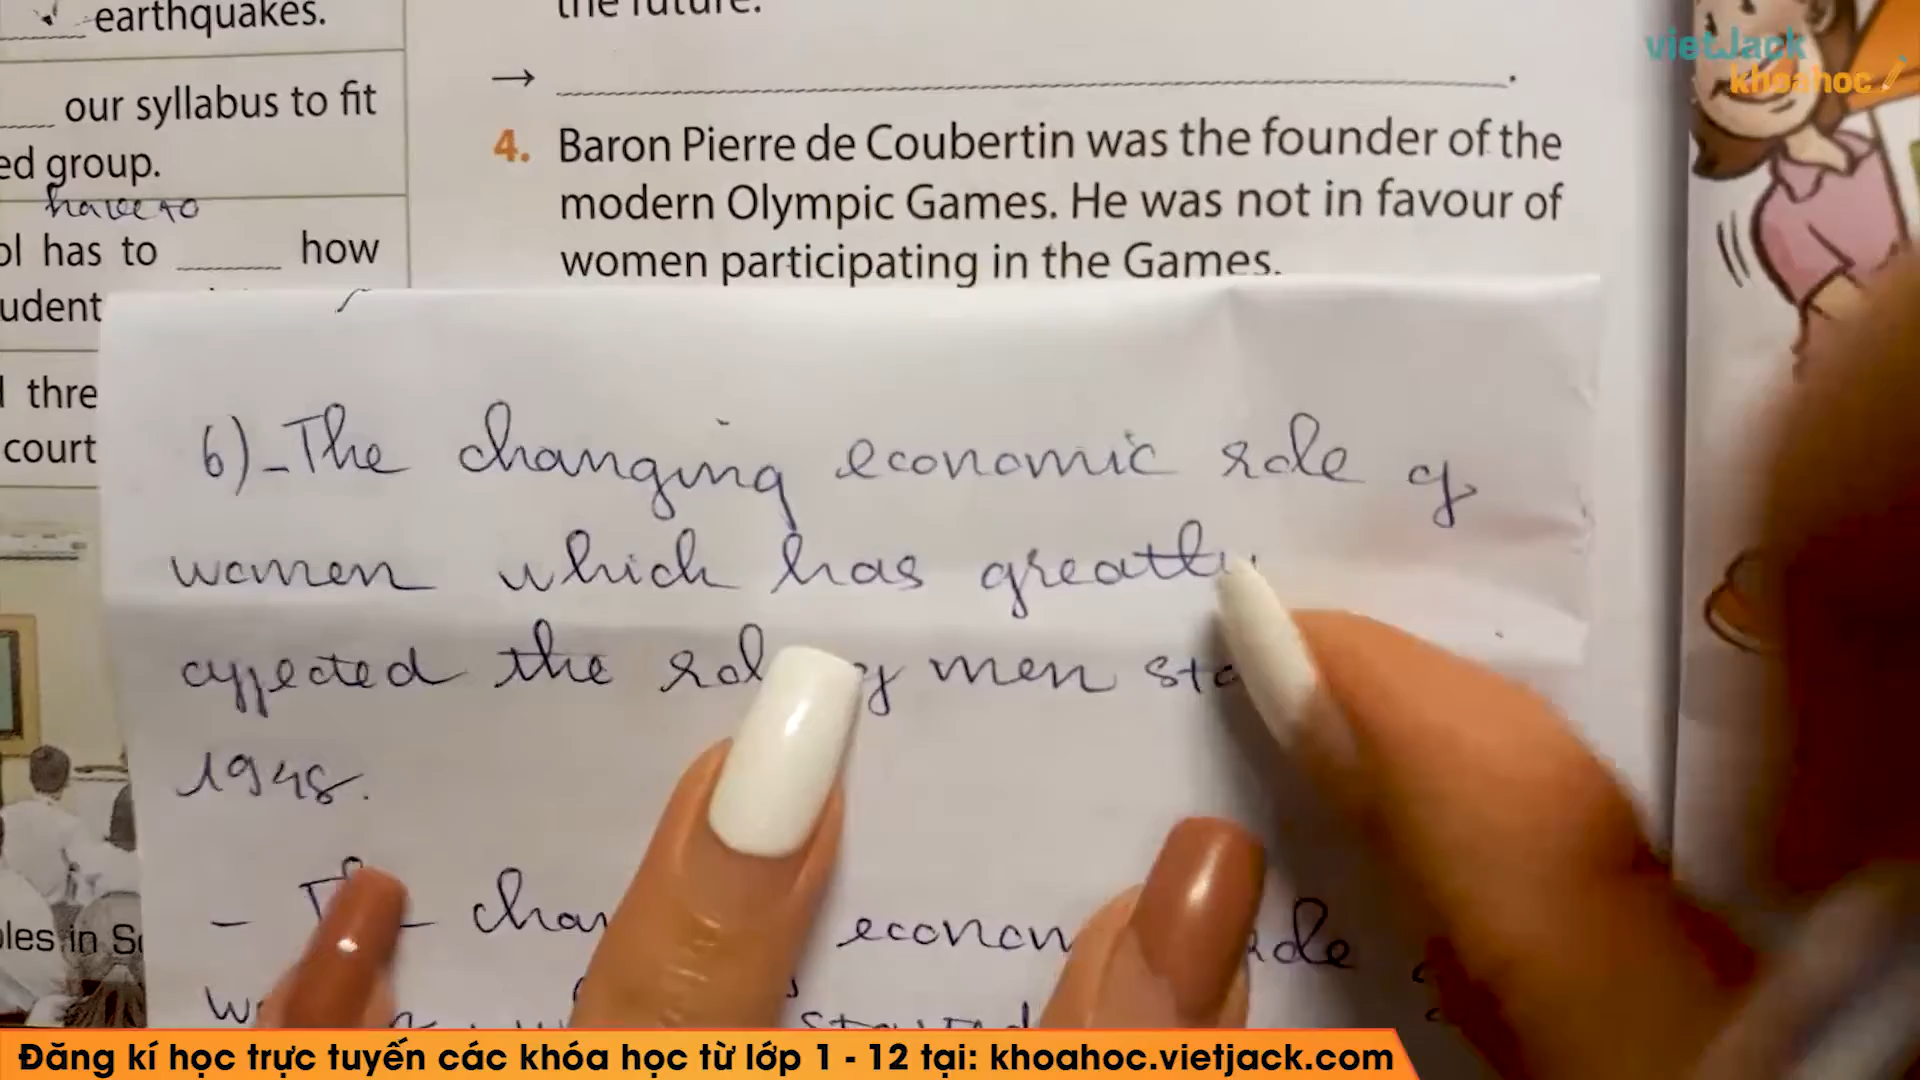 earthquakes.
our syllabus to fit
ed group.
have to
ol has to ______ how
udent
thre
court
the future.
→ ______.
4. Baron Pierre de Coubertin was the founder of the
modern Olympic Games. He was not in favour of
women participating in the Games.
vietJack
khoahoc
6)-The changing economic role of
women which has greatly
affected the role of men
1948.
- economic role
started
les in
Đăng kí học trực tuyến các khóa học từ lớp 1 - 12 tại: khoahoc.vietjack.com